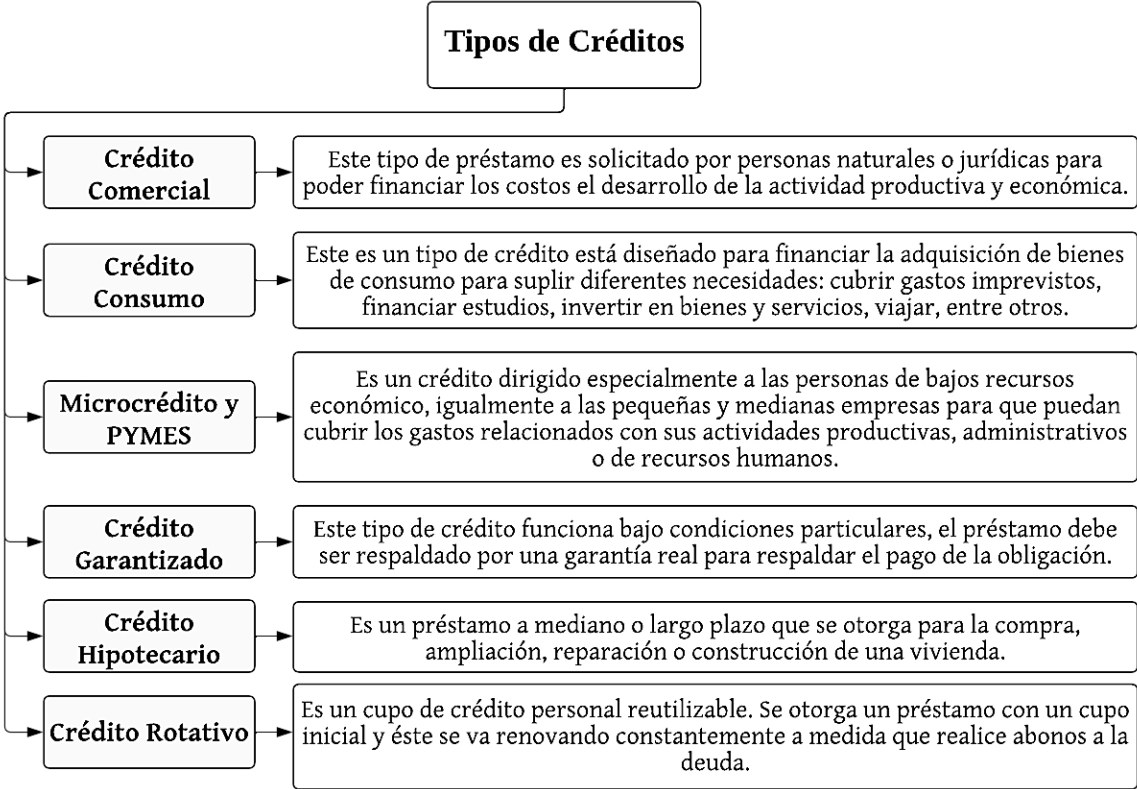 Tipos de Créditos
Crédito
Comercial
Este tipo de préstamo es solicitado por personas naturales o jurídicas para
poder financiar los costos el desarrollo de la actividad productiva y económica.
Crédito
Consumo
Este es un tipo de crédito está diseñado para financiar la adquisición de bienes
de consumo para suplir diferentes necesidades: cubrir gastos imprevistos,
financiar estudios, invertir en bienes y servicios, viajar, entre otros.
Microcrédito y
PYMES
Es un crédito dirigido especialmente a las personas de bajos recursos
económico, igualmente a las pequeñas y medianas empresas para que puedan
cubrir los gastos relacionados con sus actividades productivas, administrativos
o de recursos humanos.
Crédito
Garantizado
Este tipo de crédito funciona bajo condiciones particulares, el préstamo debe
ser respaldado por una garantía real para respaldar el pago de la obligación.
Crédito
Hipotecario
Es un préstamo a mediano o largo plazo que se otorga para la compra,
ampliación, reparación o construcción de una vivienda.
Crédito Rotativo
Es un cupo de crédito personal reutilizable. Se otorga un préstamo con un cupo
inicial y éste se va renovando constantemente a medida que realice abonos a la
deuda.